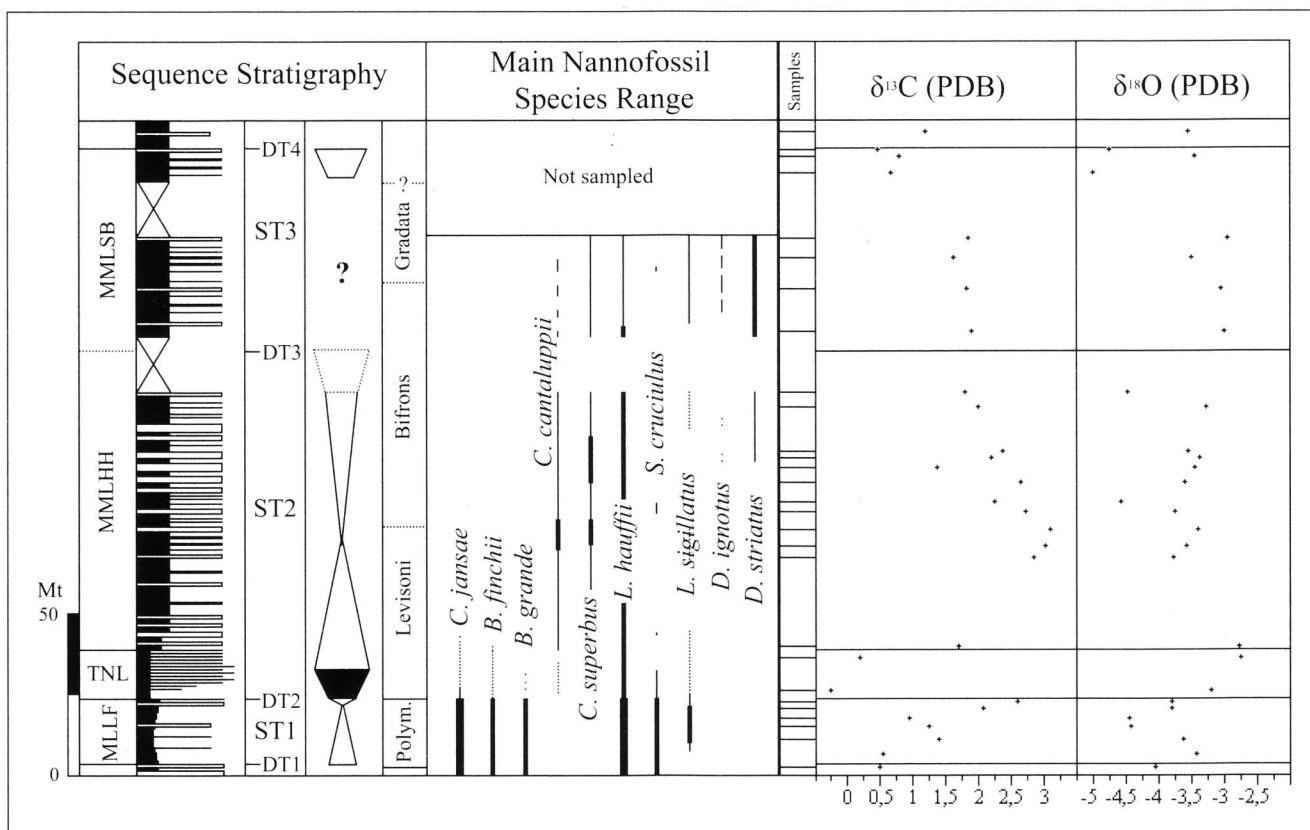 Sequence Stratigraphy
Main Nannofossil
Species Range
Samples
δ13C (PDB)
δ18O (PDB)
DT4
Not sampled
?
MMLSB
ST3
Gradata
?
DT3
C. cantaluppii
Bifrons
S. cruciulus
MMLHH
ST2
L. sigillatus
D. ignotus
D. striatus
L. hauffii
C. jansae
B. finchii
B. grande
C. superbus
Levisoni
Mt
50
TNL
DT2
MLLF
ST1
Polym.
DT1
0
0 0,5 1 1,5 2 2,5 3
-5 -4,5 -4 -3,5 -3 -2,5